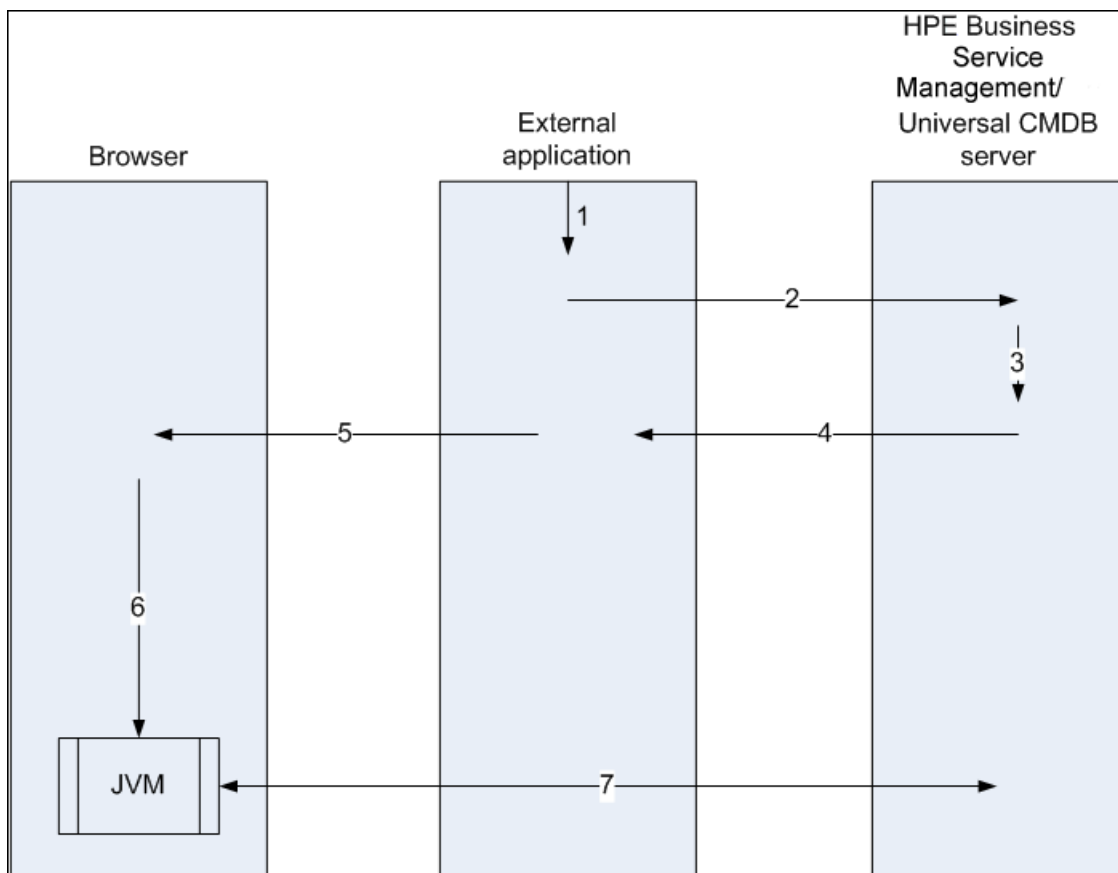 HPE Business
Service
Management/
Universal CMDB
server
External
application
Browser
1
2
3
4
5
6
JVM
7